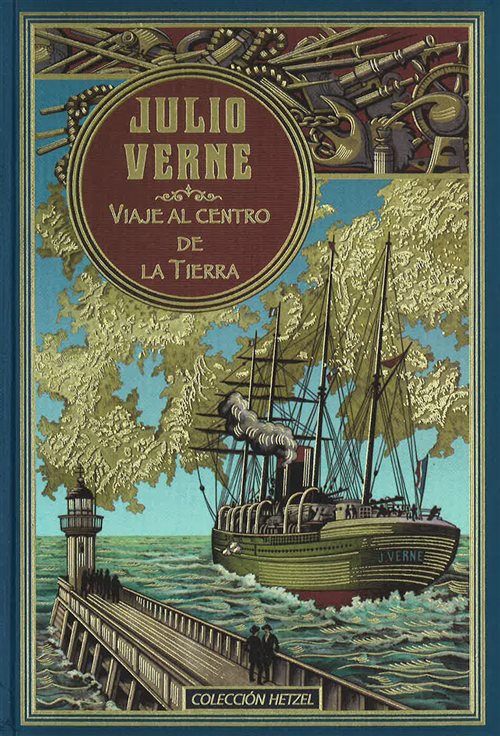 JULIO
VERNE
VIAJE AL CENTRO
DE
LA TIERRA
J. VERNE
COLECCIÓN HETZEL